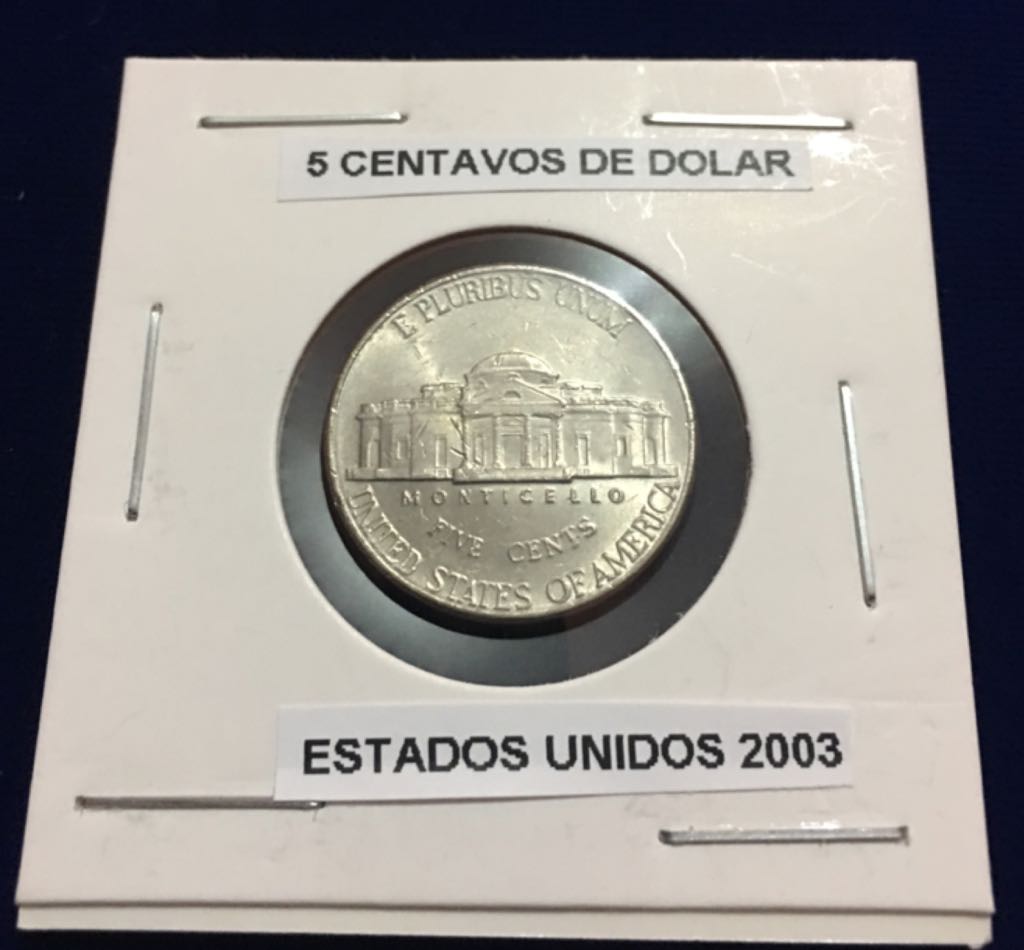 5 CENTAVOS DE DOLAR
E PLURIBUS UNUM
MONTICELLO
FIVE CENTS
UNITED STATES OF AMERICA
ESTADOS UNIDOS 2003